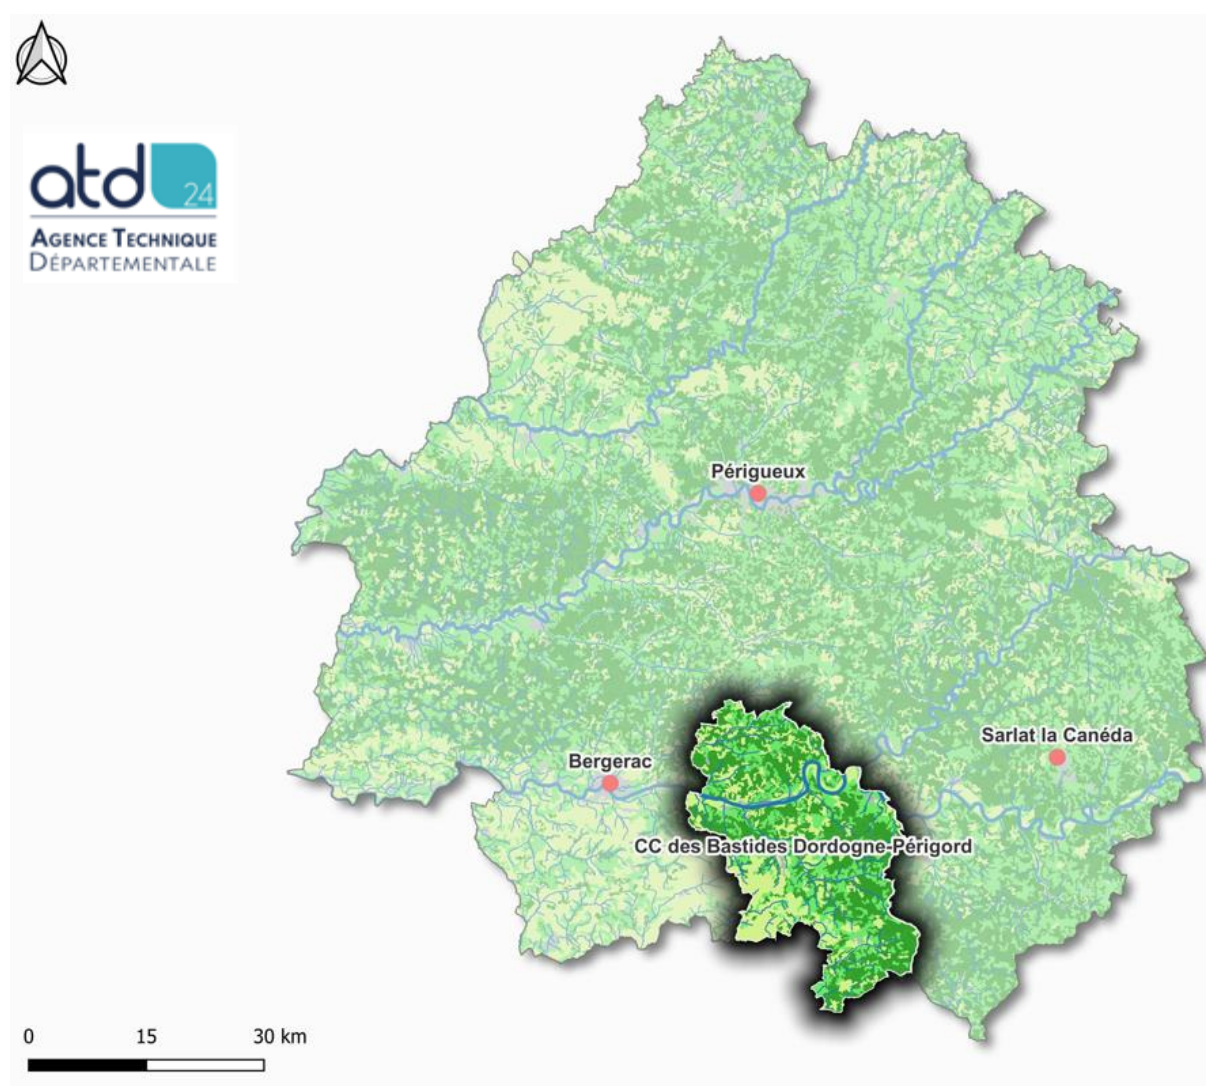 atd
24
AGENCE TECHNIQUE
DÉPARTEMENTALE
Périgueux
Sarlat la Canéda
Bergerac
CC des Bastides Dordogne-Périgord
0 15 30 km